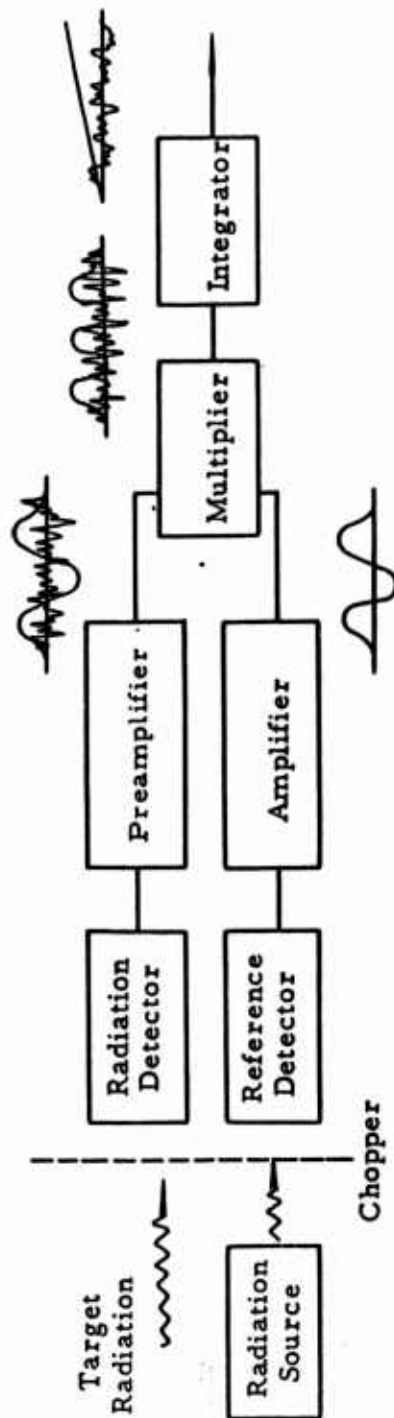 Target
Radiation
Radiation
Source
Chopper
Radiation
Detector
Reference
Detector
Preamplifier
Amplifier
Multiplier
Integrator